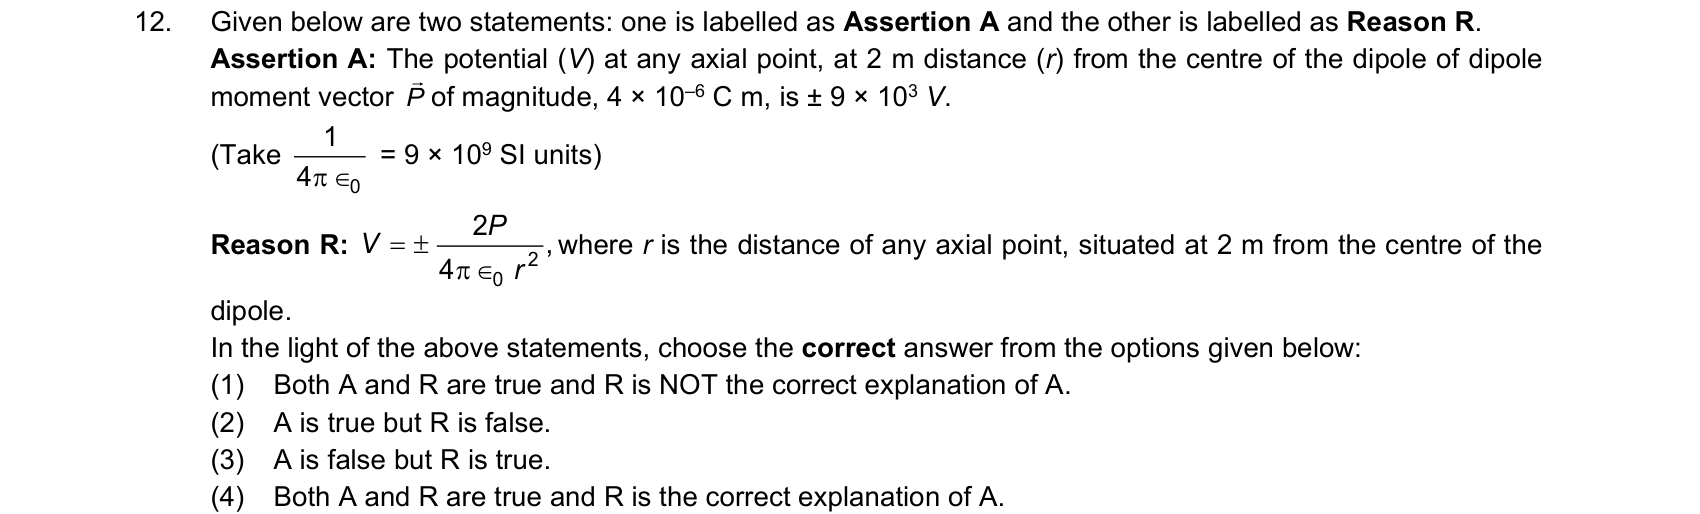 12. Given below are two statements: one is labelled as Assertion A and the other is labelled as Reason R.
Assertion A: The potential (V) at any axial point, at 2 m distance (r) from the centre of the dipole of dipole
moment vector P⃗ of magnitude, 4 × 10⁻⁶ C m, is ± 9 × 10³ V.
(Take 1/(4π ∈₀) = 9 × 10⁹ SI units)
Reason R: V = ± 2P/(4π ∈₀ r²), where r is the distance of any axial point, situated at 2 m from the centre of the
dipole.
In the light of the above statements, choose the correct answer from the options given below:
(1) Both A and R are true and R is NOT the correct explanation of A.
(2) A is true but R is false.
(3) A is false but R is true.
(4) Both A and R are true and R is the correct explanation of A.